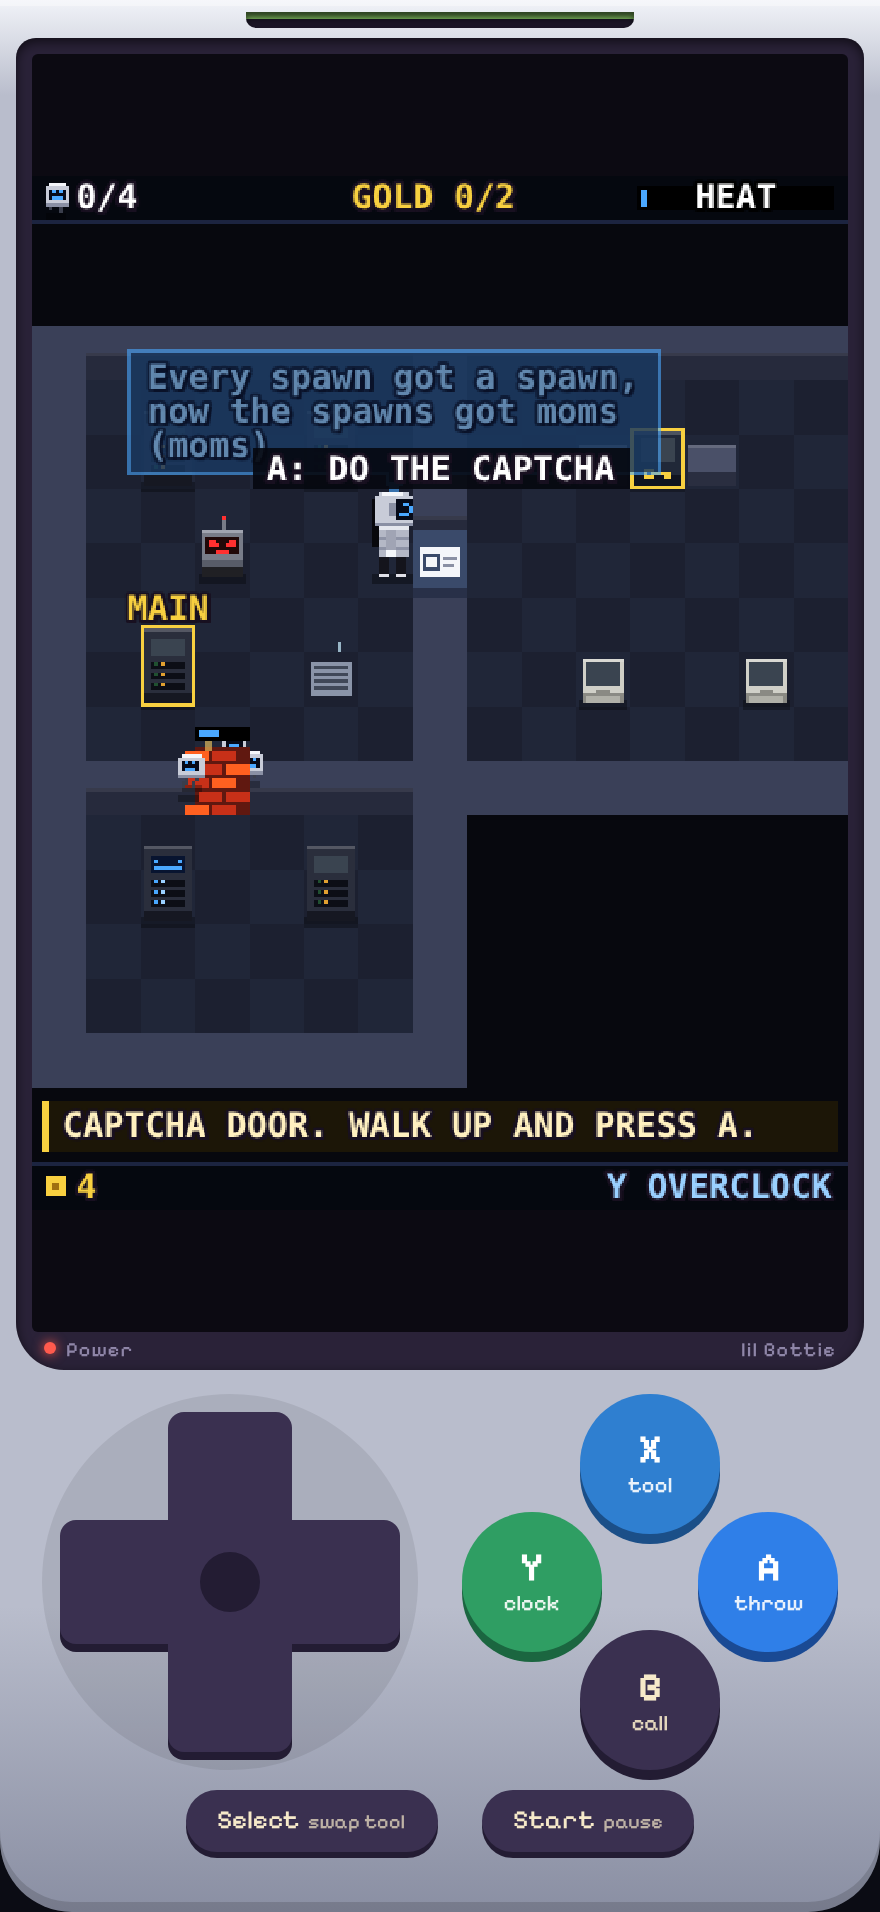 0/4
GOLD 0/2
HEAT
Every spawn got a spawn,
now the spawns got moms
(moms)
A: DO THE CAPTCHA
MAIN
CAPTCHA DOOR. WALK UP AND PRESS A.
4
Y OVERCLOCK
Power
lil Bottie
X
tool
Y
clock
A
throw
B
call
Select swap tool
Start pause